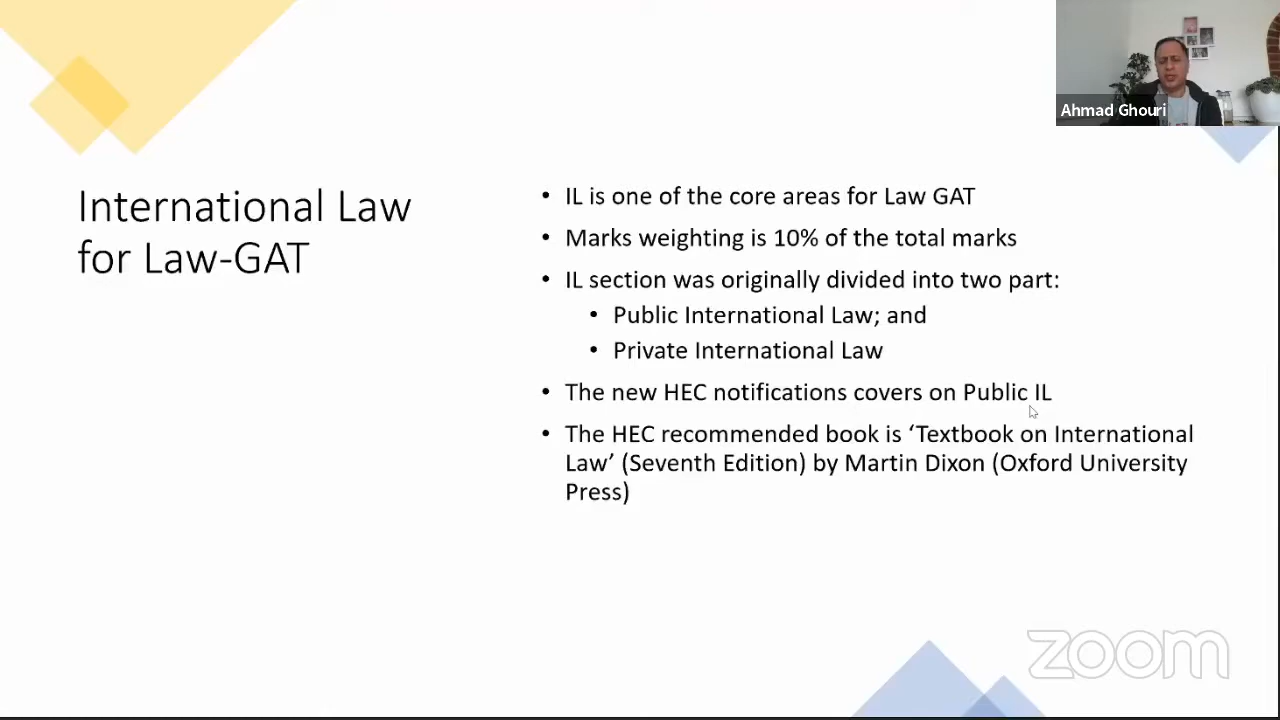 Ahmad Ghouri
International Law
for Law-GAT
• IL is one of the core areas for Law GAT
• Marks weighting is 10% of the total marks
• IL section was originally divided into two part:
• Public International Law; and
• Private International Law
• The new HEC notifications covers on Public IL
• The HEC recommended book is ‘Textbook on International
Law’ (Seventh Edition) by Martin Dixon (Oxford University
Press)
zoom